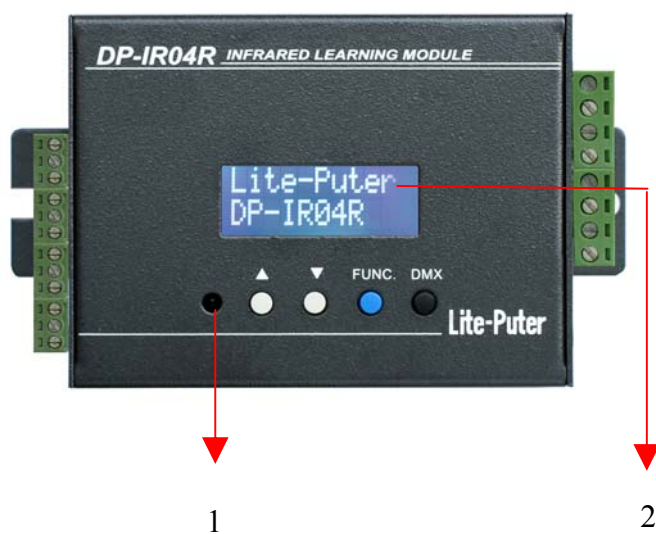 DP-IR04R INFRARED LEARNING MODULE
Lite-Puter
DP-IR04R
▲ ▼ FUNC. DMX
Lite-Puter
1 2